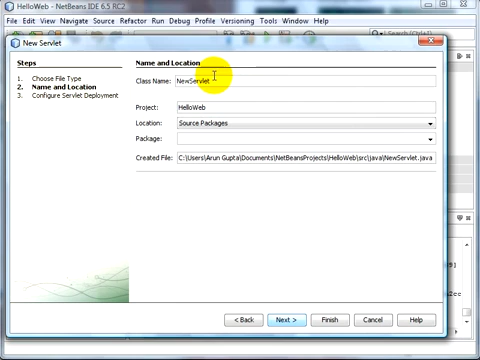 HelloWeb - NetBeans IDE 6.5 RC2
File Edit View Navigate Source Refactor Run Debug Profile Versioning Tools Window Help
Search (Ctrl+I)
New Servlet
Steps
1. Choose File Type
2. Name and Location
3. Configure Servlet Deployment
Name and Location
Class Name: NewServlet
Project: HelloWeb
Location: Source Packages
Package:
Created File: C:\Users\Arun Gupta\Documents\NetBeansProjects\HelloWeb\src\java\NewServlet.java
< Back Next > Finish Cancel Help